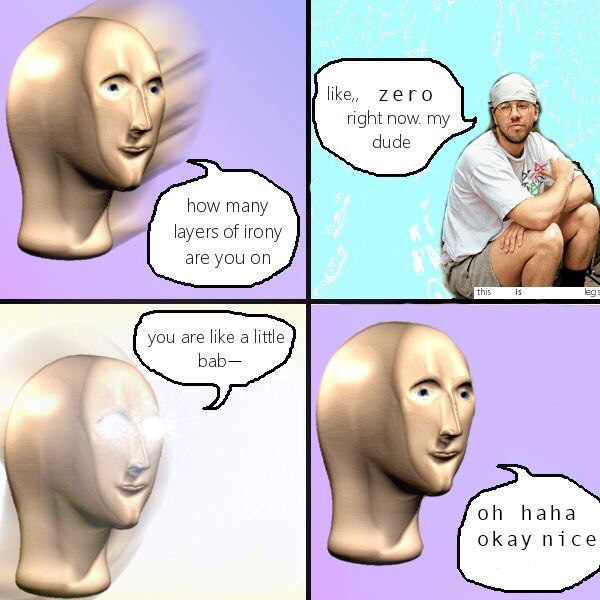 how many
layers of irony
are you on
like,, zero
right now. my
dude
this is legs
you are like a little
bab—
oh haha
okay nice